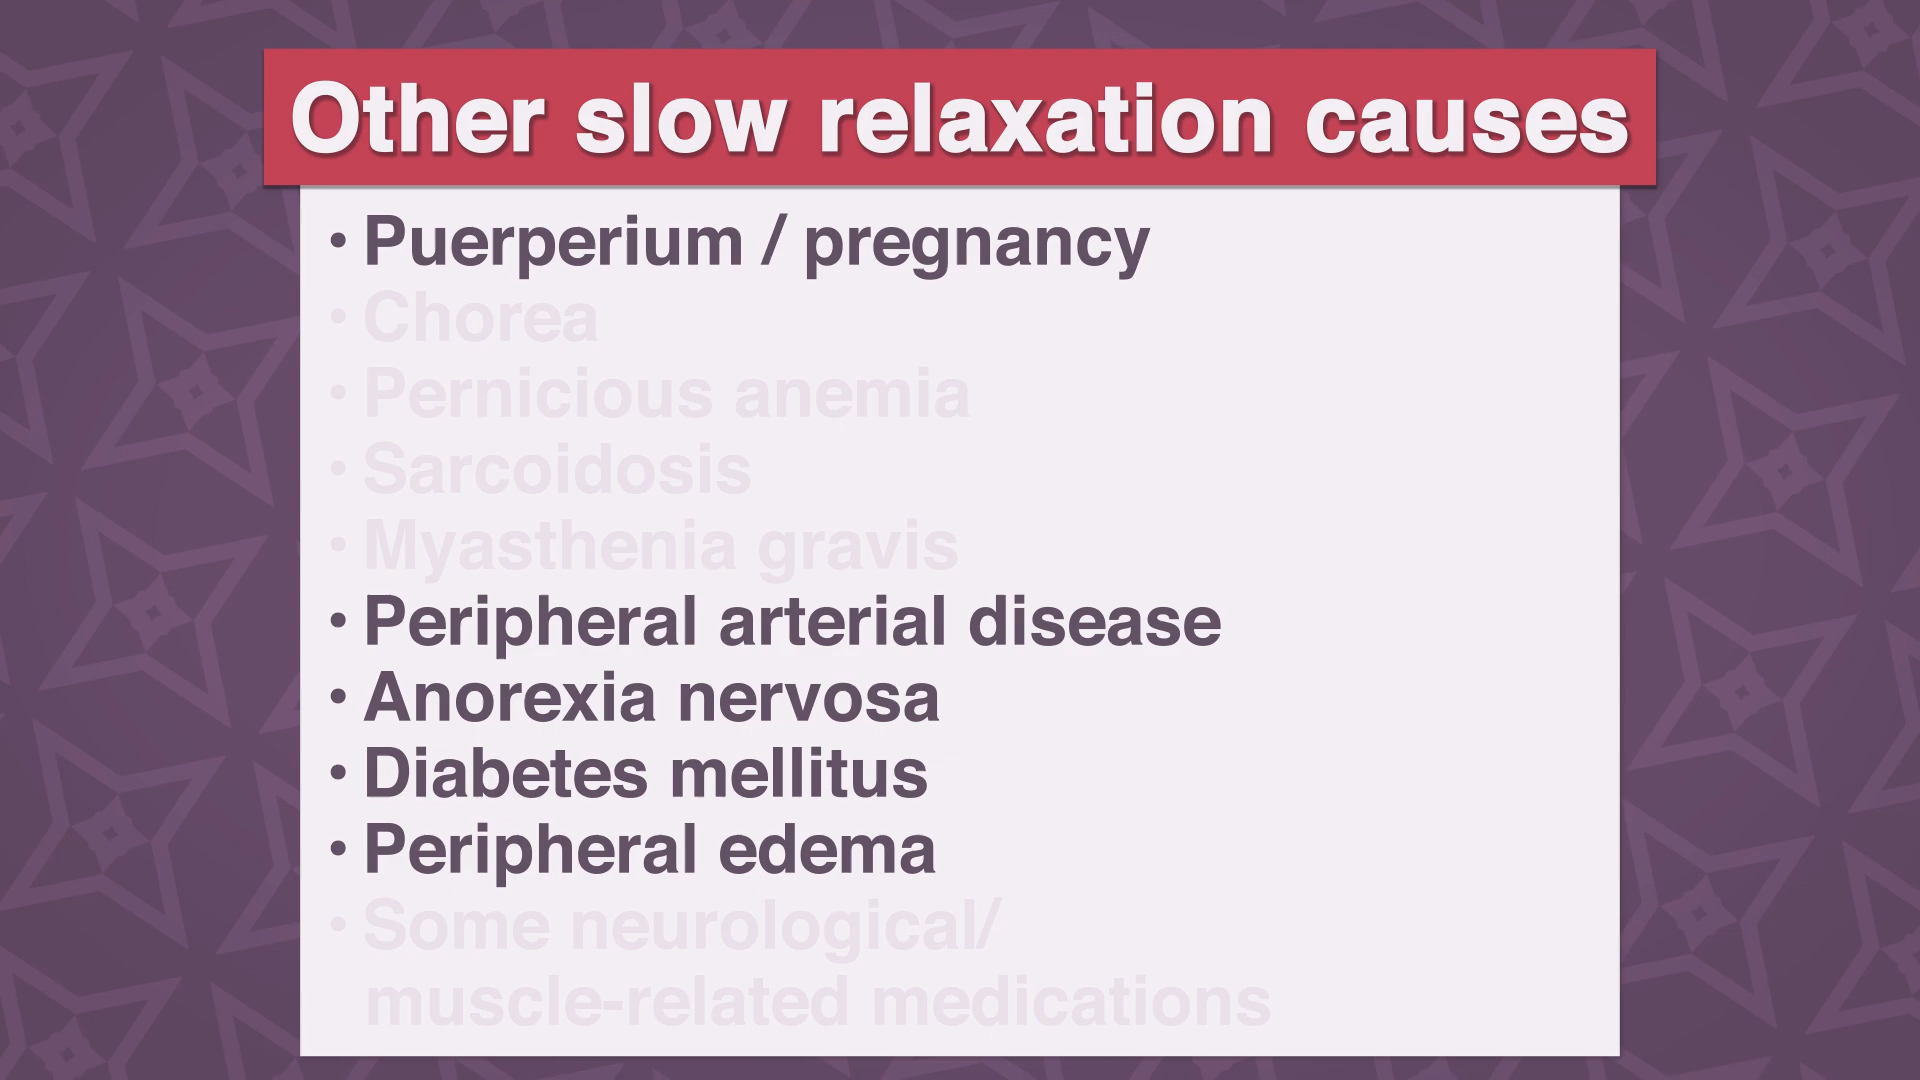 Other slow relaxation causes
• Puerperium / pregnancy
• Chorea
• Pernicious anemia
• Sarcoidosis
• Myasthenia gravis
• Peripheral arterial disease
• Anorexia nervosa
• Diabetes mellitus
• Peripheral edema
• Some neurological/
muscle-related medications